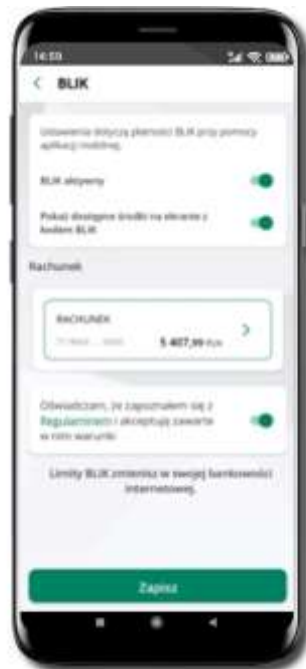 16:59
BLIK
Ustawienia dotyczą płatności BLIK przy pomocy
aplikacji mobilnej.
BLIK aktywny
Pokaż dostępne środki na ekranie z
kodem BLIK
Rachunek
RACHUNEK
5 407,99 PLN
Oświadczam, że zapoznałem się z
Regulaminem i akceptuję zawarte
w nim warunki
Limity BLIK zmienisz w swojej bankowości
internetowej.
Zapisz